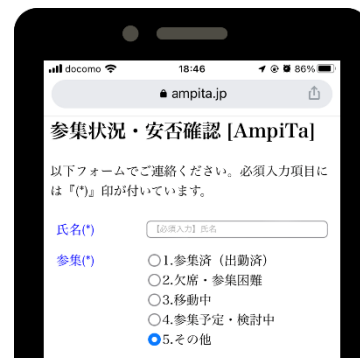 docomo 18:46 86%
ampita.jp
参集状況・安否確認 [AmpiTa]
以下フォームでご連絡ください。必須入力項目に
は『(*)』印が付いています。
氏名(*) 【必須入力】氏名
参集(*) 1.参集済（出勤済）
2.欠席・参集困難
3.移動中
4.参集予定・検討中
5.その他